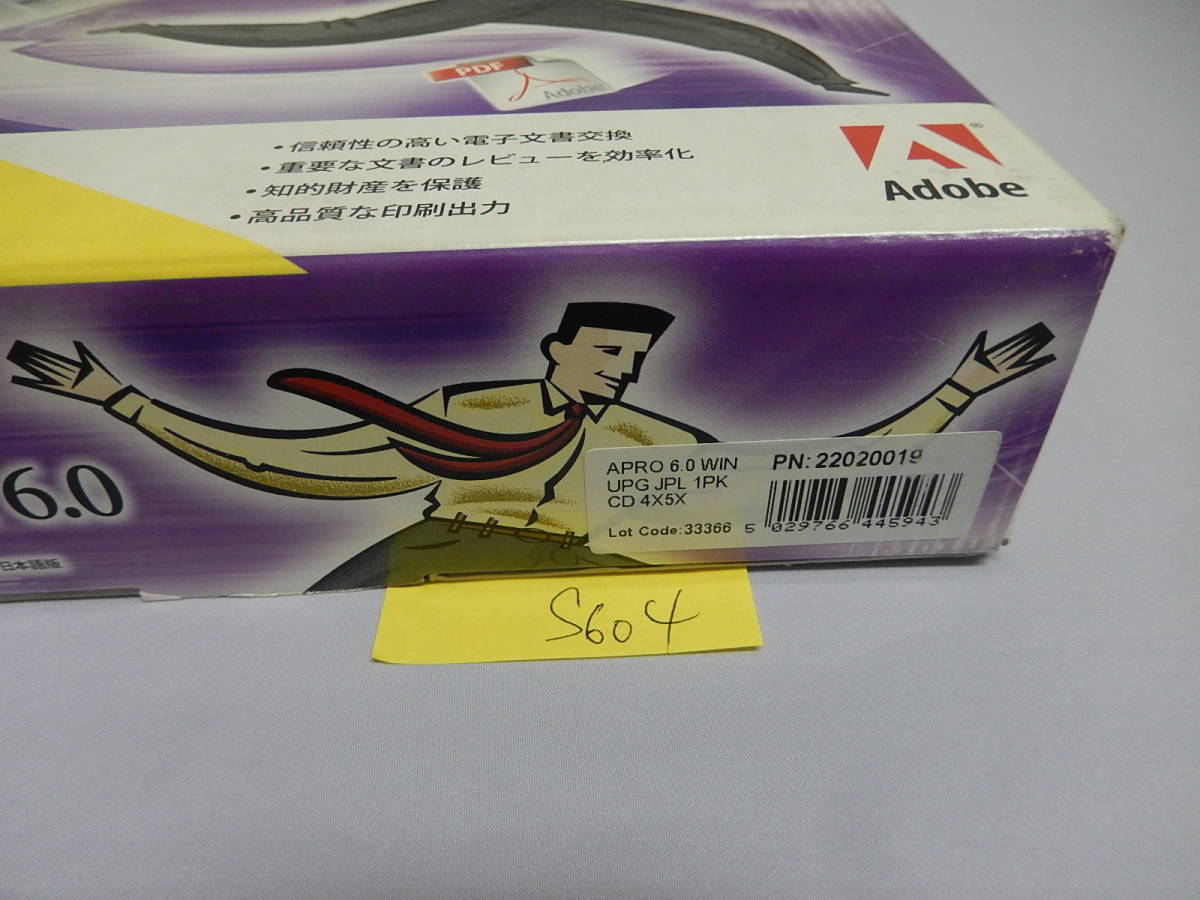 PDF
Adobe
・信頼性の高い電子文書交換
・重要な文書のレビューを効率化
・知的財産を保護
・高品質な印刷出力
®
Adobe
6.0
日本語版
APRO 6.0 WIN
UPG JPL 1PK
CD 4X5X
Lot Code:33366
PN: 22020019
5 029766 445943
S604